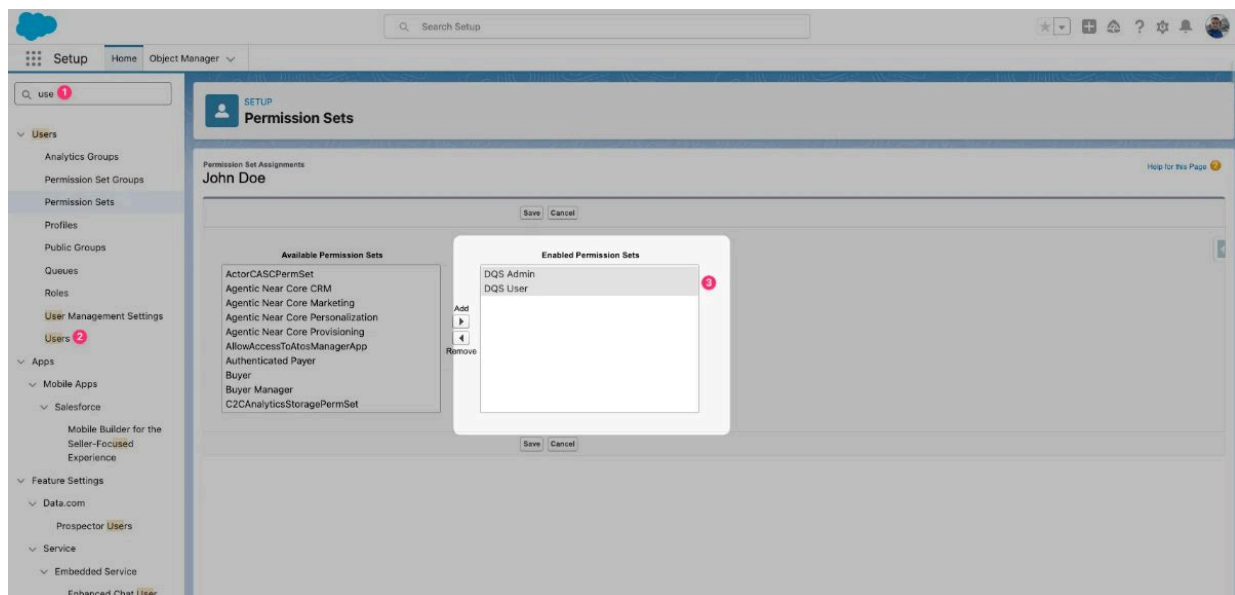 Search Setup
Setup Home Object Manager
use 1
Users
Analytics Groups
Permission Set Groups
Permission Sets
Profiles
Public Groups
Queues
Roles
User Management Settings
Users 2
Apps
Mobile Apps
Salesforce
Mobile Builder for the
Seller-Focused
Experience
Feature Settings
Data.com
Prospector Users
Service
Embedded Service
Enhanced Chat User
SETUP
Permission Sets
Permission Set Assignments
John Doe
Help for this Page
Save Cancel
Available Permission Sets
ActorCASCPermSet
Agentic Near Core CRM
Agentic Near Core Marketing
Agentic Near Core Personalization
Agentic Near Core Provisioning
AllowAccessToAtosManagerApp
Authenticated Payer
Buyer
Buyer Manager
C2CAnalyticsStoragePermSet
Add
Remove
Enabled Permission Sets
DQS Admin
DQS User
3
Save Cancel